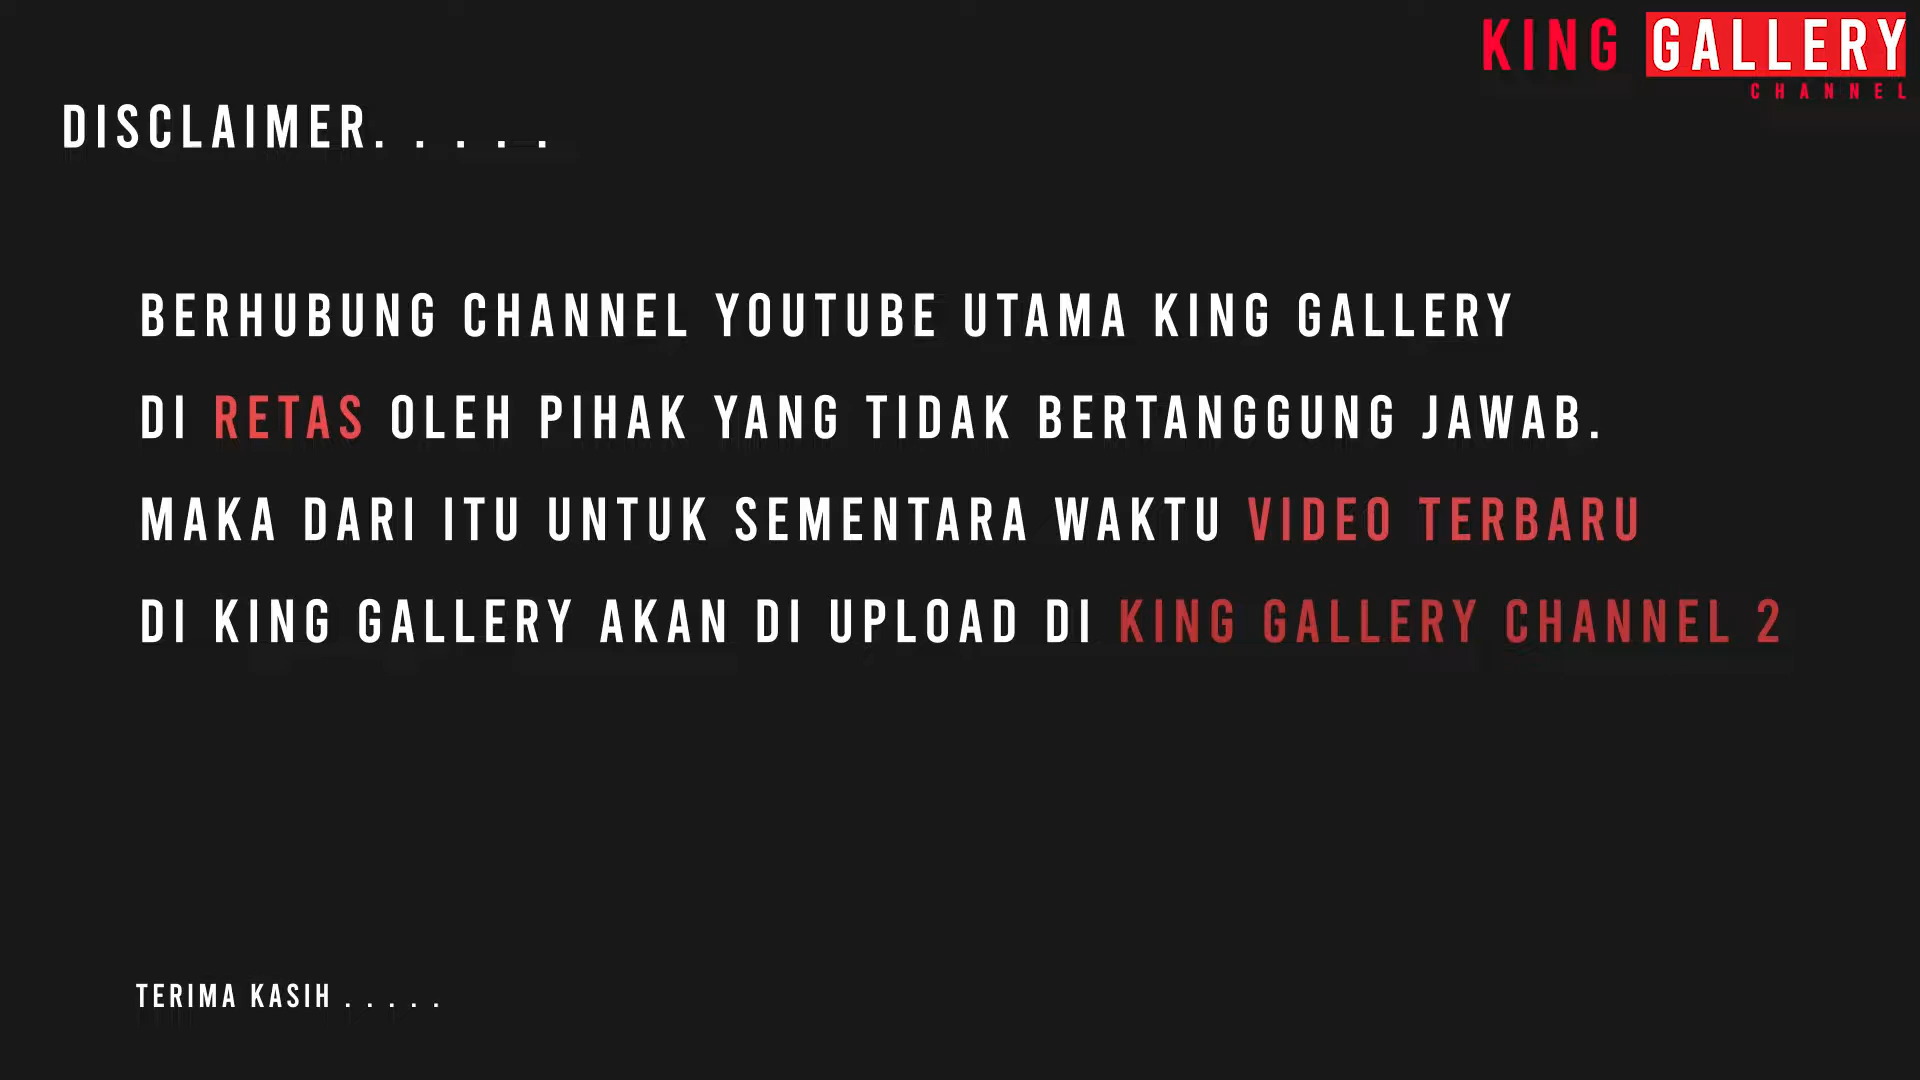 KING GALLERY
CHANNEL
DISCLAIMER. . . . .
BERHUBUNG CHANNEL YOUTUBE UTAMA KING GALLERY
DI RETAS OLEH PIHAK YANG TIDAK BERTANGGUNG JAWAB.
MAKA DARI ITU UNTUK SEMENTARA WAKTU VIDEO TERBARU
DI KING GALLERY AKAN DI UPLOAD DI KING GALLERY CHANNEL 2
TERIMA KASIH . . . . .